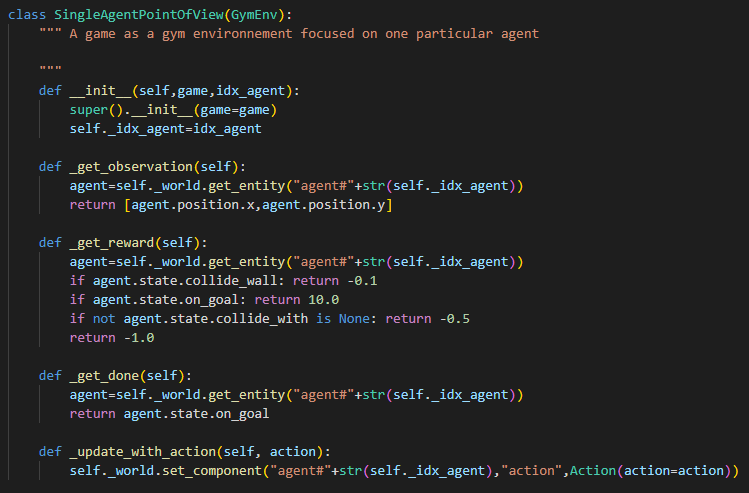 class SingleAgentPointOfView(GymEnv):
    """ A game as a gym environnement focused on one particular agent

    """
    def __init__(self,game,idx_agent):
        super().__init__(game=game)
        self._idx_agent=idx_agent

    def _get_observation(self):
        agent=self._world.get_entity("agent#"+str(self._idx_agent))
        return [agent.position.x,agent.position.y]

    def _get_reward(self):
        agent=self._world.get_entity("agent#"+str(self._idx_agent))
        if agent.state.collide_wall: return -0.1
        if agent.state.on_goal: return 10.0
        if not agent.state.collide_with is None: return -0.5
        return -1.0

    def _get_done(self):
        agent=self._world.get_entity("agent#"+str(self._idx_agent))
        return agent.state.on_goal

    def _update_with_action(self, action):
        self._world.set_component("agent#"+str(self._idx_agent),"action",Action(action=action))